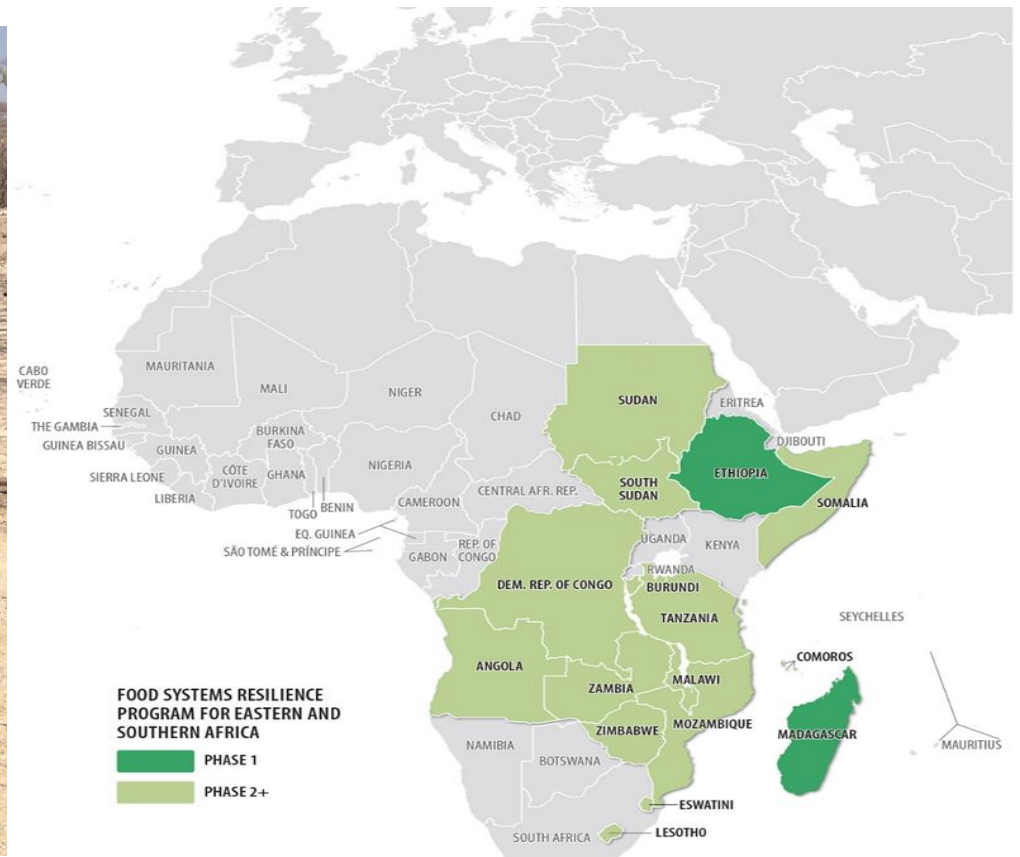 CABO
VERDE
MAURITANIA
MALI
NIGER
CHAD
SUDAN
ERITREA
SENEGAL
THE GAMBIA
GUINEA BISSAU
GUINEA
BURKINA
FASO
DJIBOUTI
SIERRA LEONE
CÔTE
D'IVOIRE
GHANA
NIGERIA
ETHIOPIA
LIBERIA
TOGO
BENIN
CAMEROON
CENTRAL AFR. REP.
SOUTH
SUDAN
SOMALIA
EQ. GUINEA
SÃO TOMÉ & PRÍNCIPE
GABON
REP. OF
CONGO
UGANDA
KENYA
RWANDA
DEM. REP. OF CONGO
BURUNDI
TANZANIA
SEYCHELLES
COMOROS
ANGOLA
ZAMBIA
MALAWI
MOZAMBIQUE
ZIMBABWE
MADAGASCAR
MAURITIUS
NAMIBIA
BOTSWANA
ESWATINI
SOUTH AFRICA
LESOTHO
FOOD SYSTEMS RESILIENCE
PROGRAM FOR EASTERN AND
SOUTHERN AFRICA
PHASE 1
PHASE 2+